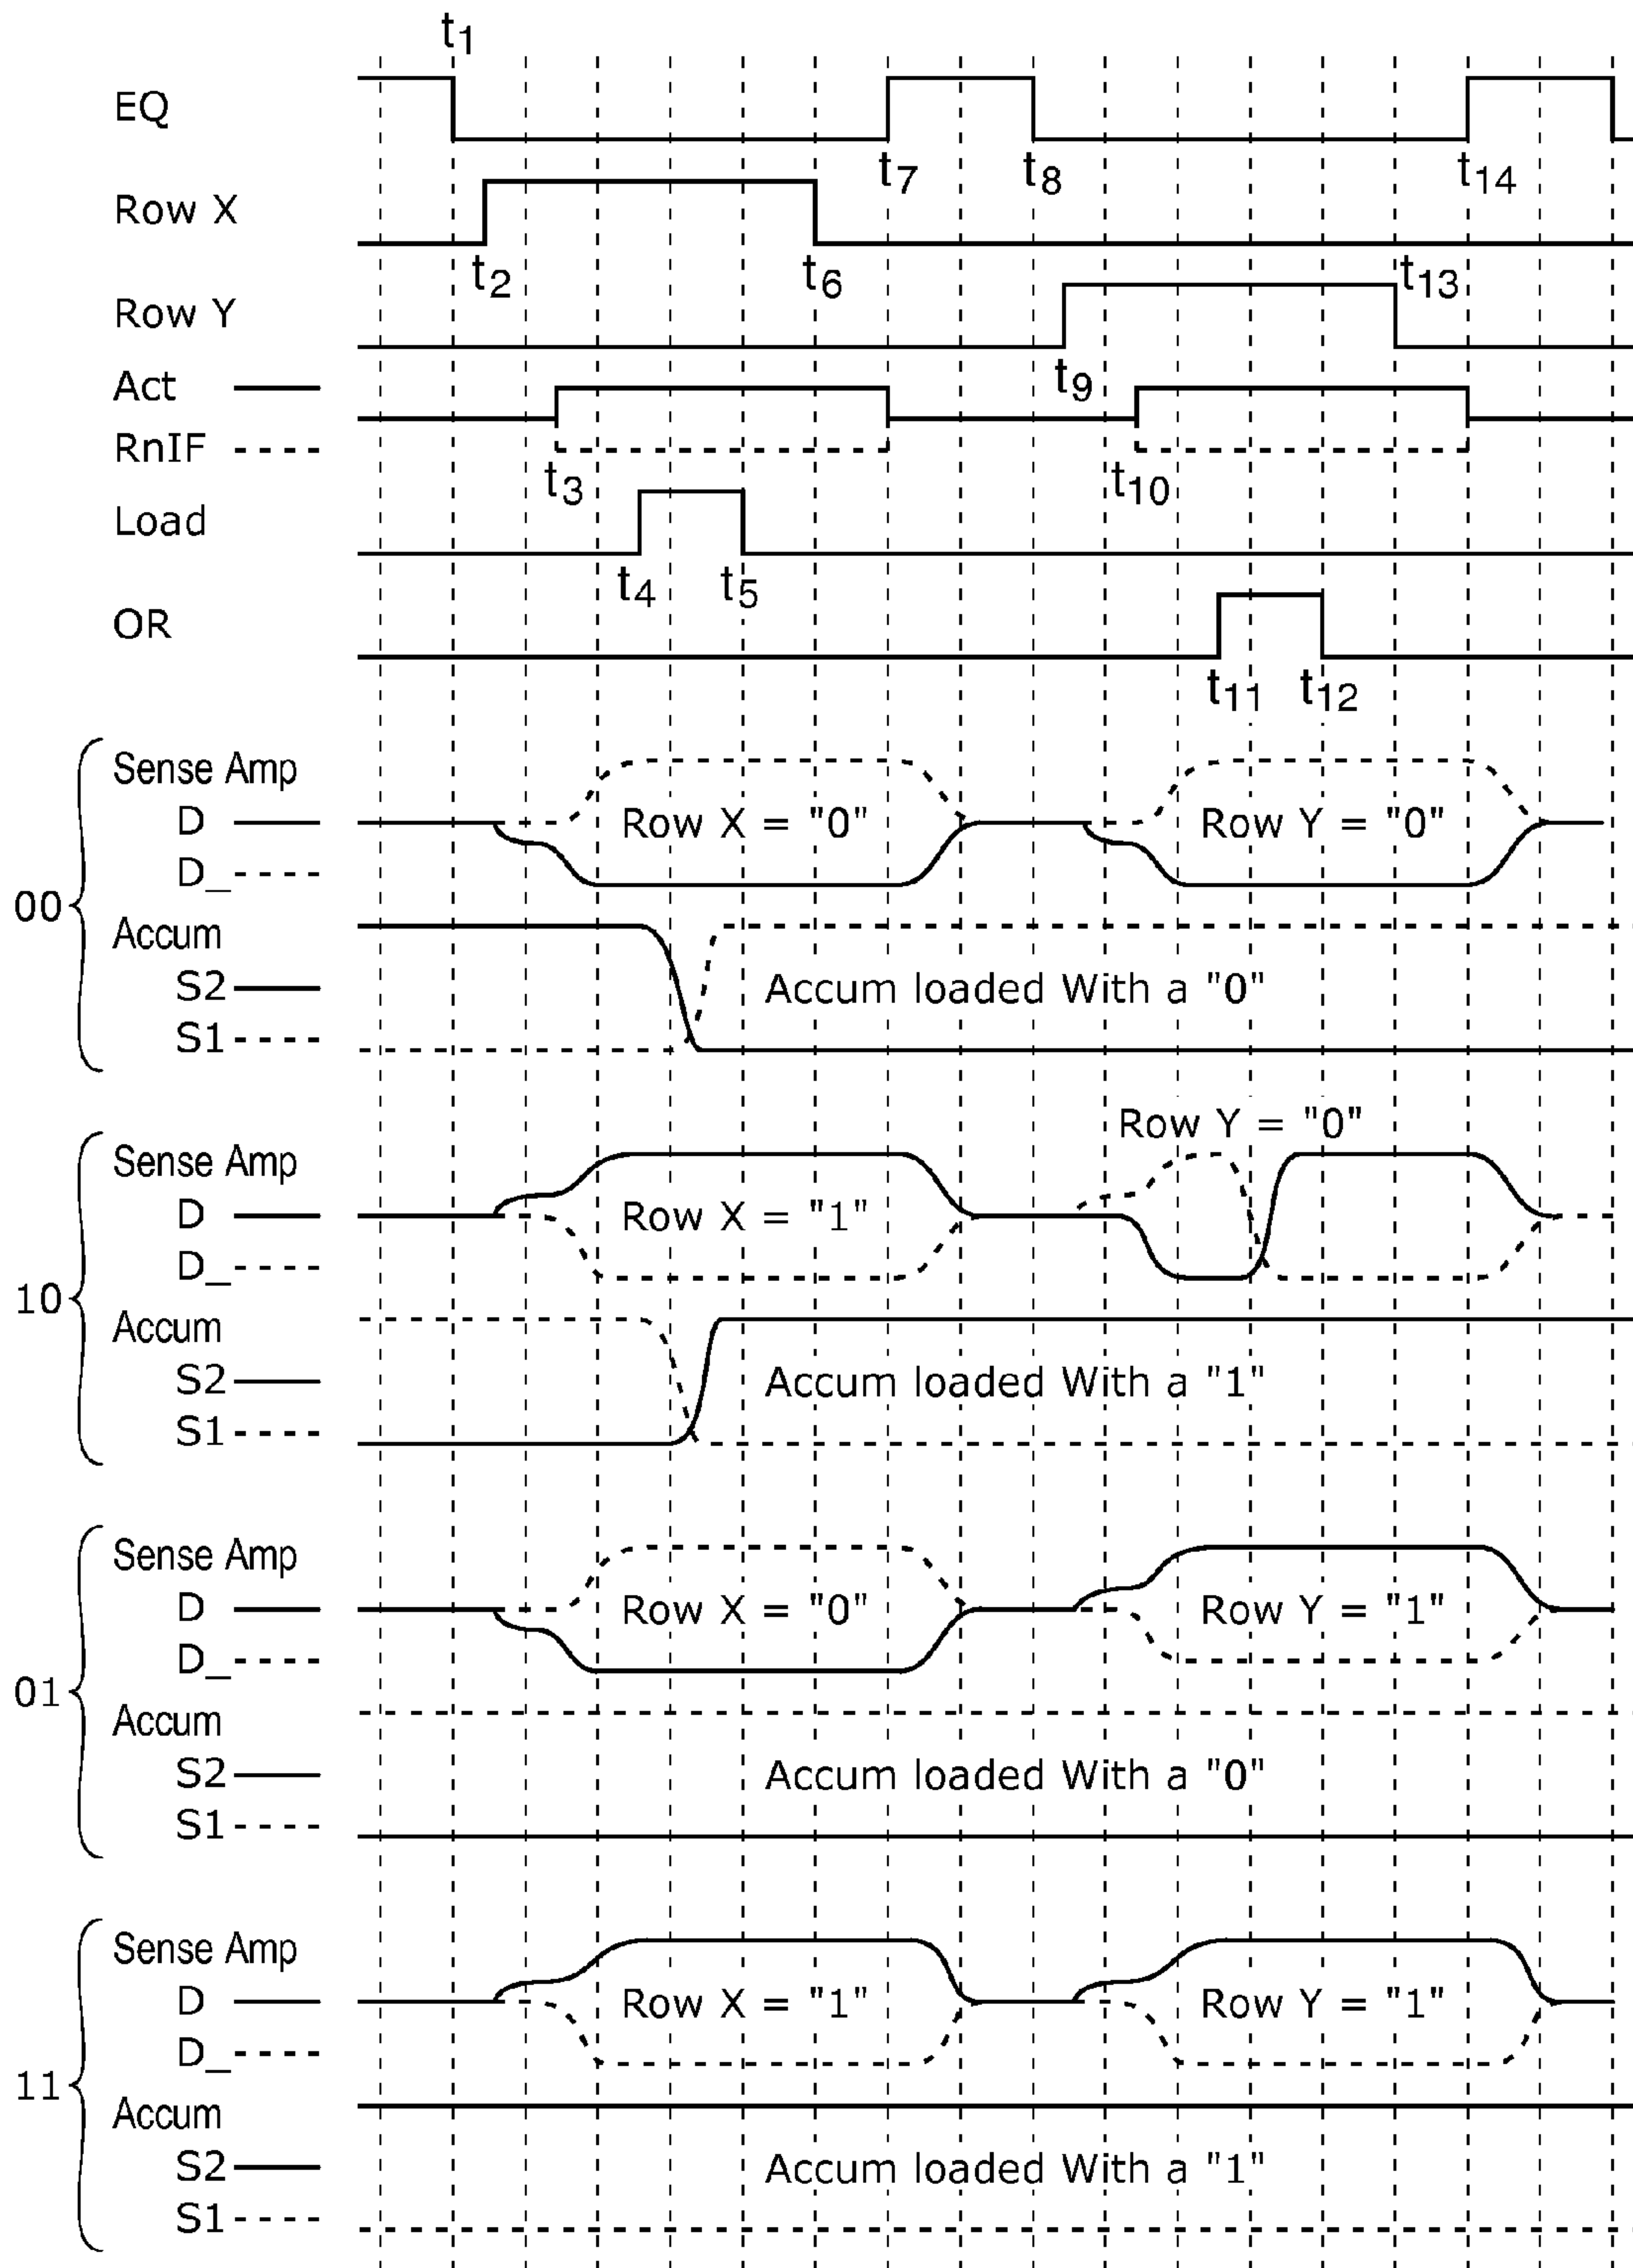 t1
EQ
t7 t8 t14
Row X
t2 t6 t13
Row Y
t9
Act
RnIF
t3 t10
Load
t4 t5
OR
t11 t12
Sense Amp
D Row X = "0" Row Y = "0"
D_
00
Accum
S2 Accum loaded With a "0"
S1
Row Y = "0"
Sense Amp
D Row X = "1"
D_
10
Accum
S2 Accum loaded With a "1"
S1
Sense Amp
D Row X = "0" Row Y = "1"
D_
01
Accum
S2 Accum loaded With a "0"
S1
Sense Amp
D Row X = "1" Row Y = "1"
D_
11
Accum
S2 Accum loaded With a "1"
S1